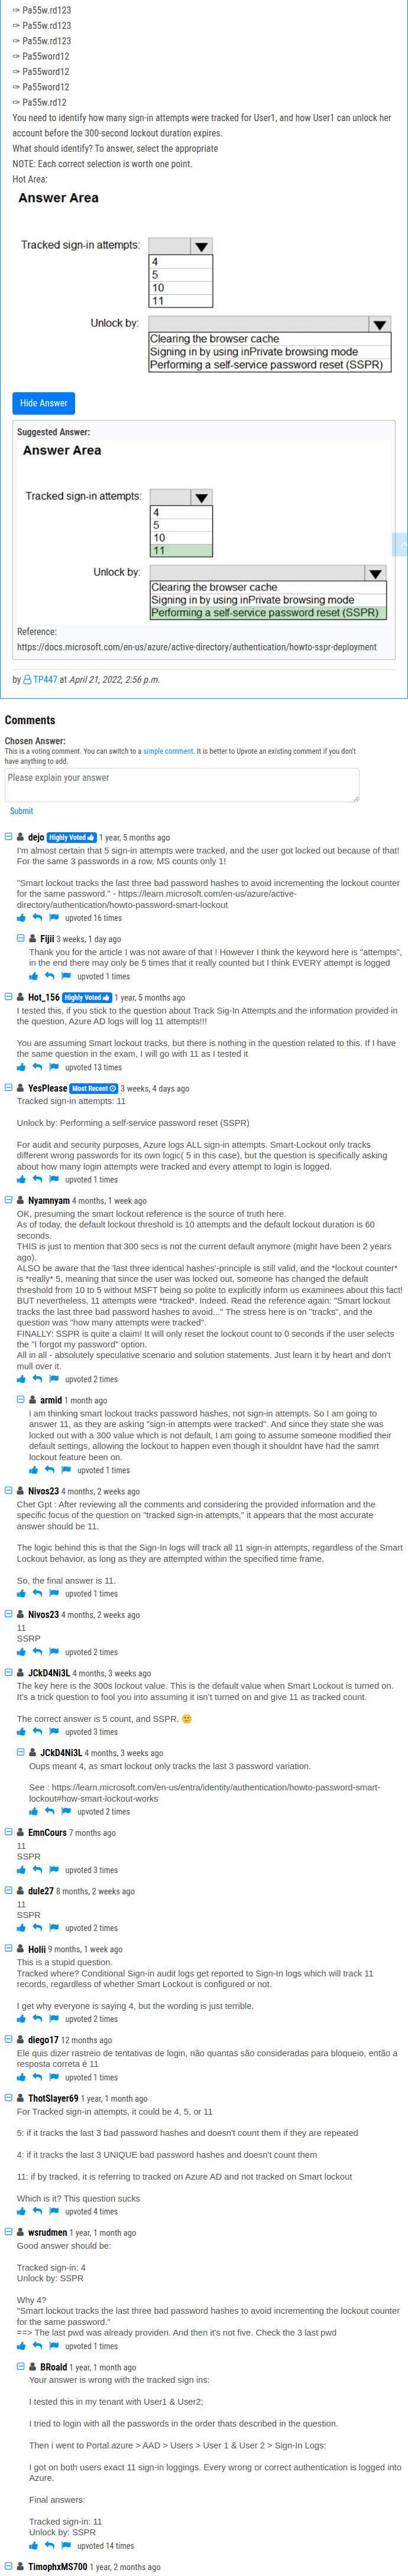 ✑ Pa55w.rd123
✑ Pa55w.rd123
✑ Pa55w.rd123
✑ Pa55word12
✑ Pa55word12
✑ Pa55word12
✑ Pa55w.rd12
You need to identify how many sign-in attempts were tracked for User1, and how User1 can unlock her
account before the 300-second lockout duration expires.
What should identify? To answer, select the appropriate
NOTE: Each correct selection is worth one point.
Hot Area:
Answer Area
Tracked sign-in attempts:
4
5
10
11
Unlock by:
Clearing the browser cache
Signing in by using inPrivate browsing mode
Performing a self-service password reset (SSPR)
Hide Answer
Suggested Answer:
Answer Area
Tracked sign-in attempts:
4
5
10
11
Unlock by:
Clearing the browser cache
Signing in by using inPrivate browsing mode
Performing a self-service password reset (SSPR)
Reference:
https://docs.microsoft.com/en-us/azure/active-directory/authentication/howto-sspr-deployment
by TP447 at April 21, 2022, 2:56 p.m.
Comments
Chosen Answer:
This is a voting comment. You can switch to a simple comment. It is better to Upvote an existing comment if you don't
have anything to add.
Please explain your answer
Submit
dejo Highly Voted 1 year, 5 months ago
I'm almost certain that 5 sign-in attempts were tracked, and the user got locked out because of that!
For the same 3 passwords in a row, MS counts only 1!
"Smart lockout tracks the last three bad password hashes to avoid incrementing the lockout counter
for the same password." - https://learn.microsoft.com/en-us/azure/active-
directory/authentication/howto-password-smart-lockout
upvoted 16 times
Fijii 3 weeks, 1 day ago
Thank you for the article I was not aware of that ! However I think the keyword here is "attempts",
in the end there may only be 5 times that it really counted but I think EVERY attempt is logged
upvoted 1 times
Hot_156 Highly Voted 1 year, 5 months ago
I tested this, if you stick to the question about Track Sig-In Attempts and the information provided in
the question, Azure AD logs will log 11 attempts!!!
You are assuming Smart lockout tracks, but there is nothing in the question related to this. If I have
the same question in the exam, I will go with 11 as I tested it
upvoted 13 times
YesPlease Most Recent 3 weeks, 4 days ago
Tracked sign-in attempts: 11
Unlock by: Performing a self-service password reset (SSPR)
For audit and security purposes, Azure logs ALL sign-in attempts. Smart-Lockout only tracks
different wrong passwords for its own logic( 5 in this case), but the question is specifically asking
about how many login attempts were tracked and every attempt to login is logged.
upvoted 1 times
Nyamnyam 4 months, 1 week ago
OK, presuming the smart lockout reference is the source of truth here.
As of today, the default lockout threshold is 10 attempts and the default lockout duration is 60
seconds.
THIS is just to mention that 300 secs is not the current default anymore (might have been 2 years
ago).
ALSO be aware that the 'last three identical hashes'-principle is still valid, and the *lockout counter*
is *really* 5, meaning that since the user was locked out, someone has changed the default
threshold from 10 to 5 without MSFT being so polite to explicitly inform us examinees about this fact!
BUT nevertheless, 11 attempts were *tracked*. Indeed. Read the reference again: "Smart lockout
tracks the last three bad password hashes to avoid..." The stress here is on "tracks", and the
question was "how many attempts were tracked".
FINALLY: SSPR is quite a claim! It will only reset the lockout count to 0 seconds if the user selects
the "I forgot my password" option.
All in all - absolutely speculative scenario and solution statements. Just learn it by heart and don't
mull over it.
upvoted 2 times
armid 1 month ago
i am thinking smart lockout tracks password hashes, not sign-in attempts. So I am going to
answer 11, as they are asking "sign-in attempts were tracked". And since they state she was
locked out with a 300 value which is not default, I am going to assume someone modified their
default settings, allowing the lockout to happen even though it shouldnt have had the samrt
lockout feature been on.
upvoted 1 times
Nivos23 4 months, 2 weeks ago
Chet Gpt : After reviewing all the comments and considering the provided information and the
specific focus of the question on "tracked sign-in attempts," it appears that the most accurate
answer should be 11.
The logic behind this is that the Sign-In logs will track all 11 sign-in attempts, regardless of the Smart
Lockout behavior, as long as they are attempted within the specified time frame.
So, the final answer is 11.
upvoted 1 times
Nivos23 4 months, 2 weeks ago
11
SSRP
upvoted 2 times
JCkD4Ni3L 4 months, 3 weeks ago
The key here is the 300s lockout value. This is the default value when Smart Lockout is turned on.
It's a trick question to fool you into assuming it isn't turned on and give 11 as tracked count.
The correct answer is 5 count, and SSPR. 🙂
upvoted 3 times
JCkD4Ni3L 4 months, 3 weeks ago
Oups meant 4, as smart lockout only tracks the last 3 password variation.
See : https://learn.microsoft.com/en-us/entra/identity/authentication/howto-password-smart-
lockout#how-smart-lockout-works
upvoted 2 times
EmnCours 7 months ago
11
SSPR
upvoted 3 times
dule27 8 months, 2 weeks ago
11
SSPR
upvoted 2 times
Holii 9 months, 1 week ago
This is a stupid question.
Tracked where? Conditional Sign-in audit logs get reported to Sign-In logs which will track 11
records, regardless of whether Smart Lockout is configured or not.
I get why everyone is saying 4, but the wording is just terrible.
upvoted 2 times
diego17 12 months ago
Ele quis dizer rastreio de tentativas de login, não quantas são consideradas para bloqueio, então a
resposta correta é 11
upvoted 1 times
ThotSlayer69 1 year, 1 month ago
For Tracked sign-in attempts, it could be 4, 5, or 11
5: if it tracks the last 3 bad password hashes and doesn't count them if they are repeated
4: if it tracks the last 3 UNIQUE bad password hashes and doesn't count them
11: if by tracked, it is referring to tracked on Azure AD and not tracked on Smart lockout
Which is it? This question sucks
upvoted 4 times
wsrudmen 1 year, 1 month ago
Good answer should be:
Tracked sign-in: 4
Unlock by: SSPR
Why 4?
"Smart lockout tracks the last three bad password hashes to avoid incrementing the lockout counter
for the same password."
==> The last pwd was already providen. And then it's not five. Check the 3 last pwd
upvoted 1 times
BRoald 1 year, 1 month ago
Your answer is wrong with the tracked sign ins:
I tested this in my tenant with User1 & User2;
I tried to login with all the passwords in the order thats described in the question.
Then i went to Portal.azure > AAD > Users > User 1 & User 2 > Sign-In Logs:
I got on both users exact 11 sign-in loggings. Every wrong or correct authentication is logged into
Azure.
Final answers:
Tracked sign-in: 11
Unlock by: SSPR
upvoted 14 times
TimophxMS700 1 year, 2 months ago